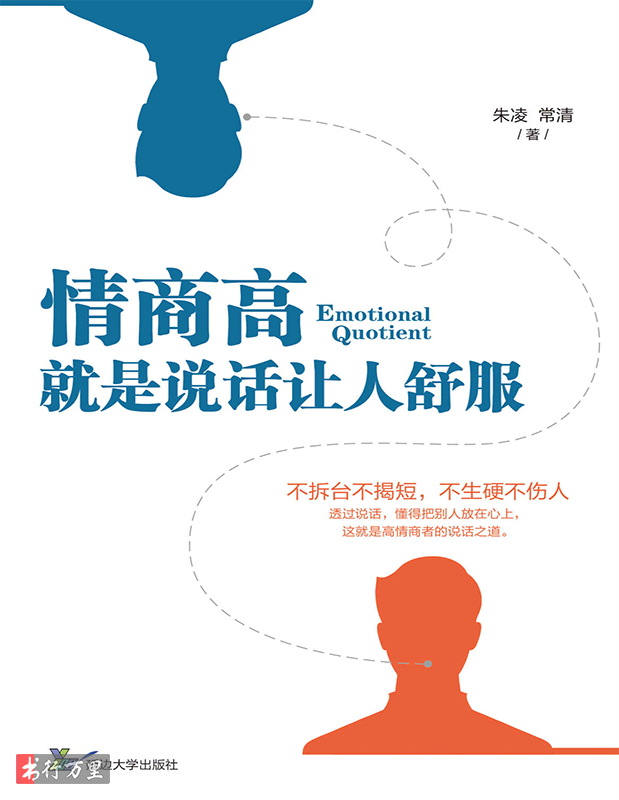 朱凌 常清
/著/
情商高
Emotional
Quotient
就是说话让人舒服
不拆台不揭短，不生硬不伤人
透过说话，懂得把别人放在心上，
这就是高情商者的说话之道。
边大学出版社
书行万里